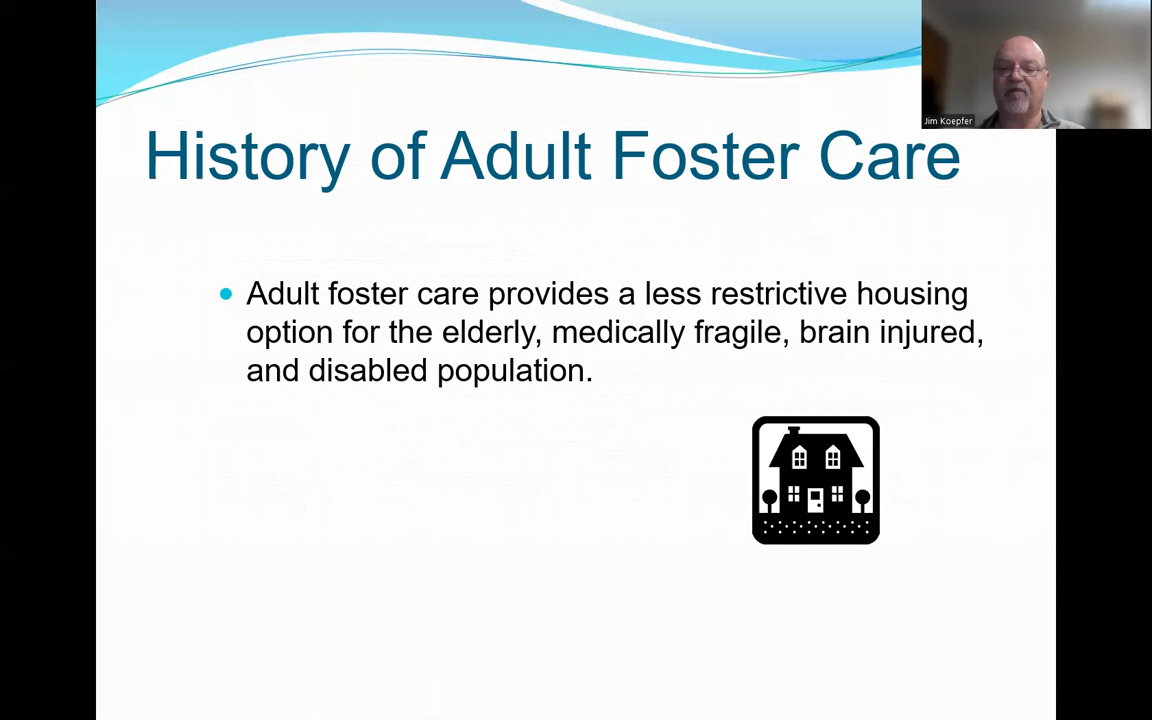 Jim Koepfer
History of Adult Foster Care
• Adult foster care provides a less restrictive housing
option for the elderly, medically fragile, brain injured,
and disabled population.